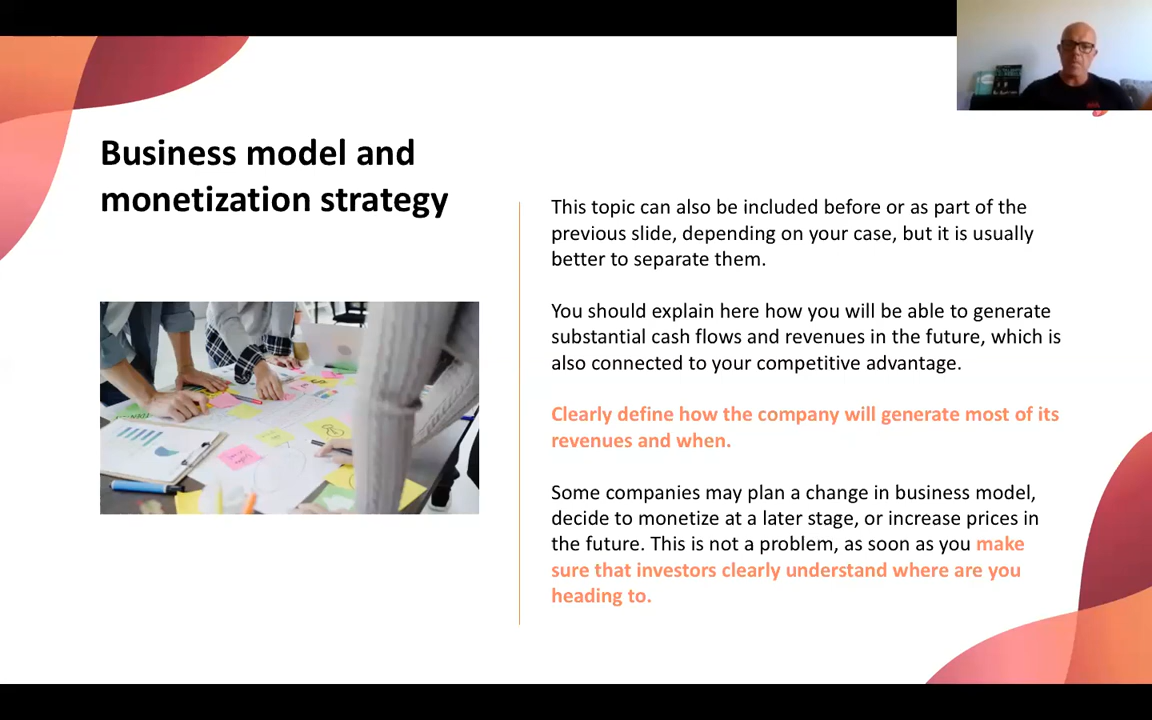 Business model and
monetization strategy
This topic can also be included before or as part of the
previous slide, depending on your case, but it is usually
better to separate them.
You should explain here how you will be able to generate
substantial cash flows and revenues in the future, which is
also connected to your competitive advantage.
Clearly define how the company will generate most of its
revenues and when.
Some companies may plan a change in business model,
decide to monetize at a later stage, or increase prices in
the future. This is not a problem, as soon as you make
sure that investors clearly understand where are you
heading to.